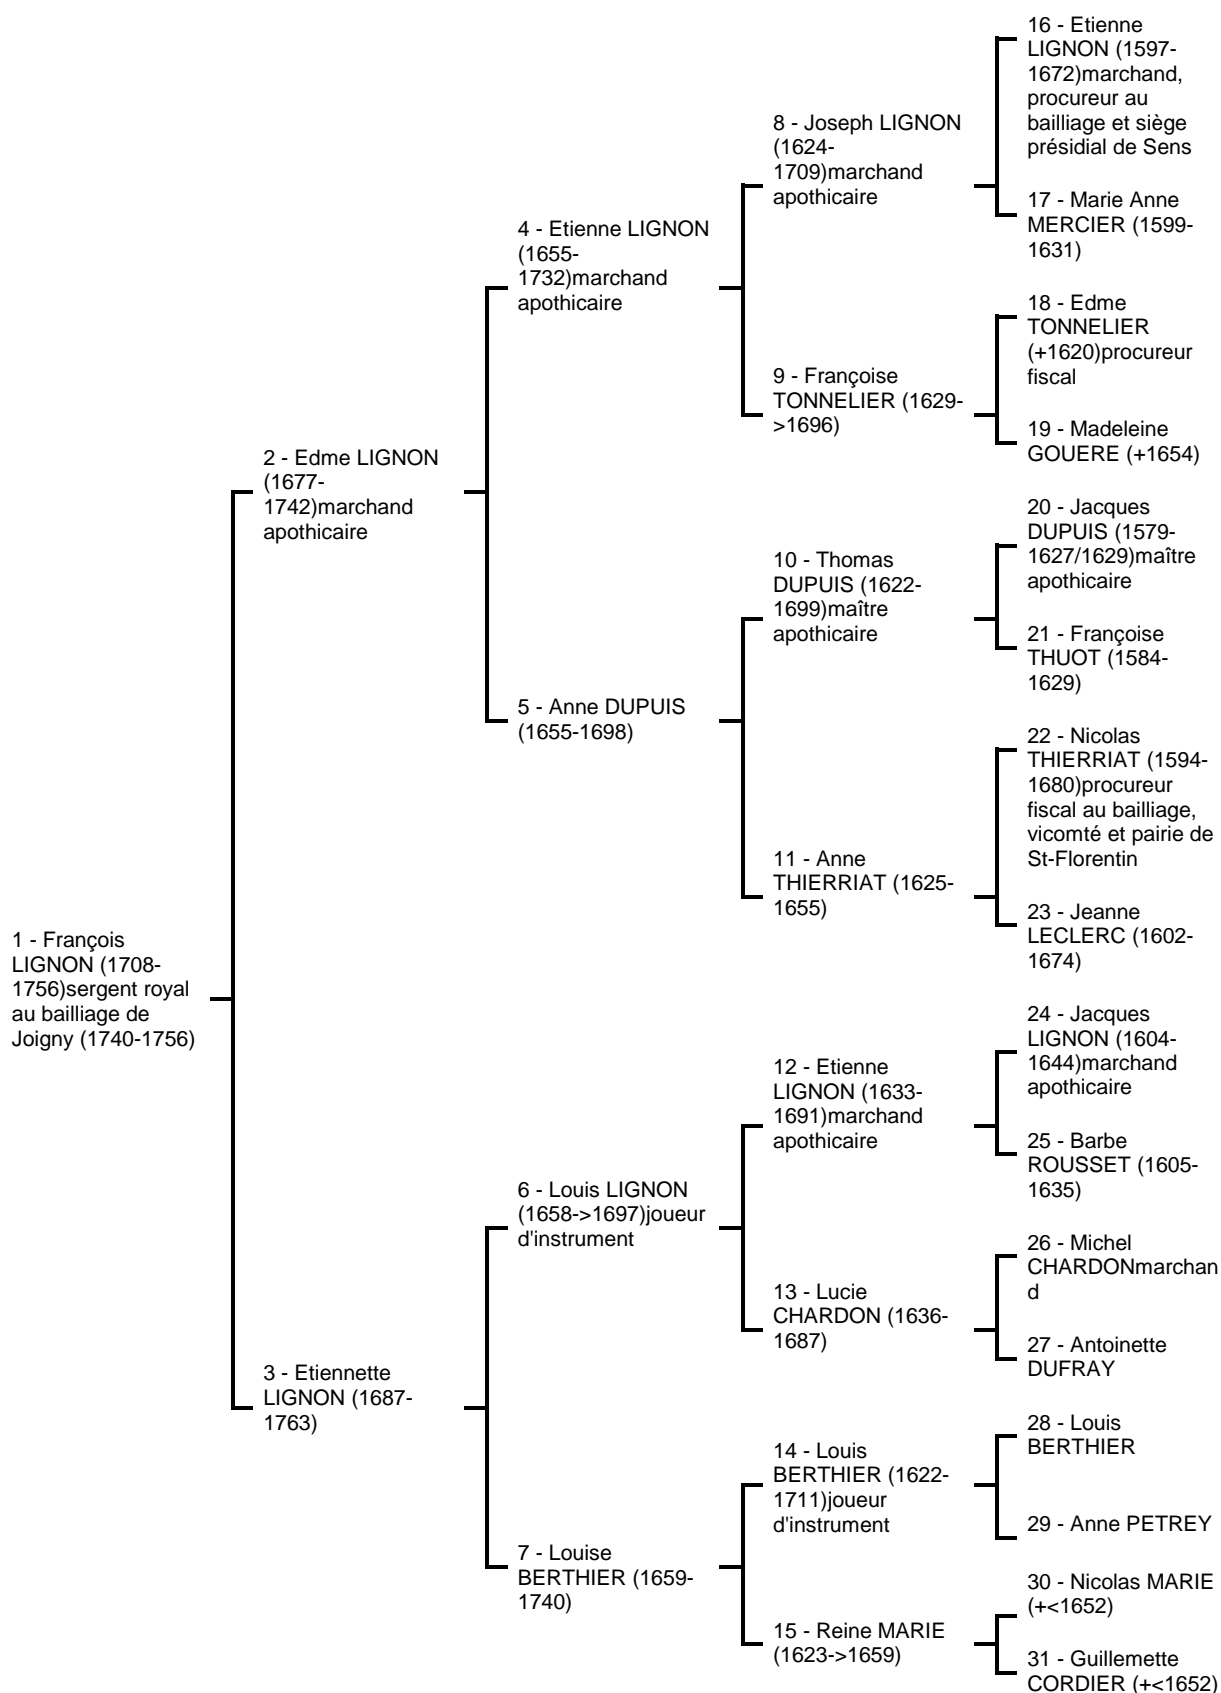 1 - François
LIGNON (1708-
1756)sergent royal
au bailliage de
Joigny (1740-1756)
2 - Edme LIGNON
(1677-
1742)marchand
apothicaire
3 - Etiennette
LIGNON (1687-
1763)
4 - Etienne LIGNON
(1655-
1732)marchand
apothicaire
5 - Anne DUPUIS
(1655-1698)
6 - Louis LIGNON
(1658->1697)joueur
d'instrument
7 - Louise
BERTHIER (1659-
1740)
8 - Joseph LIGNON
(1624-
1709)marchand
apothicaire
9 - Françoise
TONNELIER (1629-
>1696)
10 - Thomas
DUPUIS (1622-
1699)maître
apothicaire
11 - Anne
THIERRIAT (1625-
1655)
12 - Etienne
LIGNON (1633-
1691)marchand
apothicaire
13 - Lucie
CHARDON (1636-
1687)
14 - Louis
BERTHIER (1622-
1711)joueur
d'instrument
15 - Reine MARIE
(1623->1659)
16 - Etienne
LIGNON (1597-
1672)marchand,
procureur au
bailliage et siège
présidial de Sens
17 - Marie Anne
MERCIER (1599-
1631)
18 - Edme
TONNELIER
(+1620)procureur
fiscal
19 - Madeleine
GOUERE (+1654)
20 - Jacques
DUPUIS (1579-
1627/1629)maître
apothicaire
21 - Françoise
THUOT (1584-
1629)
22 - Nicolas
THIERRIAT (1594-
1680)procureur
fiscal au bailliage,
vicomté et pairie de
St-Florentin
23 - Jeanne
LECLERC (1602-
1674)
24 - Jacques
LIGNON (1604-
1644)marchand
apothicaire
25 - Barbe
ROUSSET (1605-
1635)
26 - Michel
CHARDONmarchan
d
27 - Antoinette
DUFRAY
28 - Louis
BERTHIER
29 - Anne PETREY
30 - Nicolas MARIE
(+<1652)
31 - Guillemette
CORDIER (+<1652)